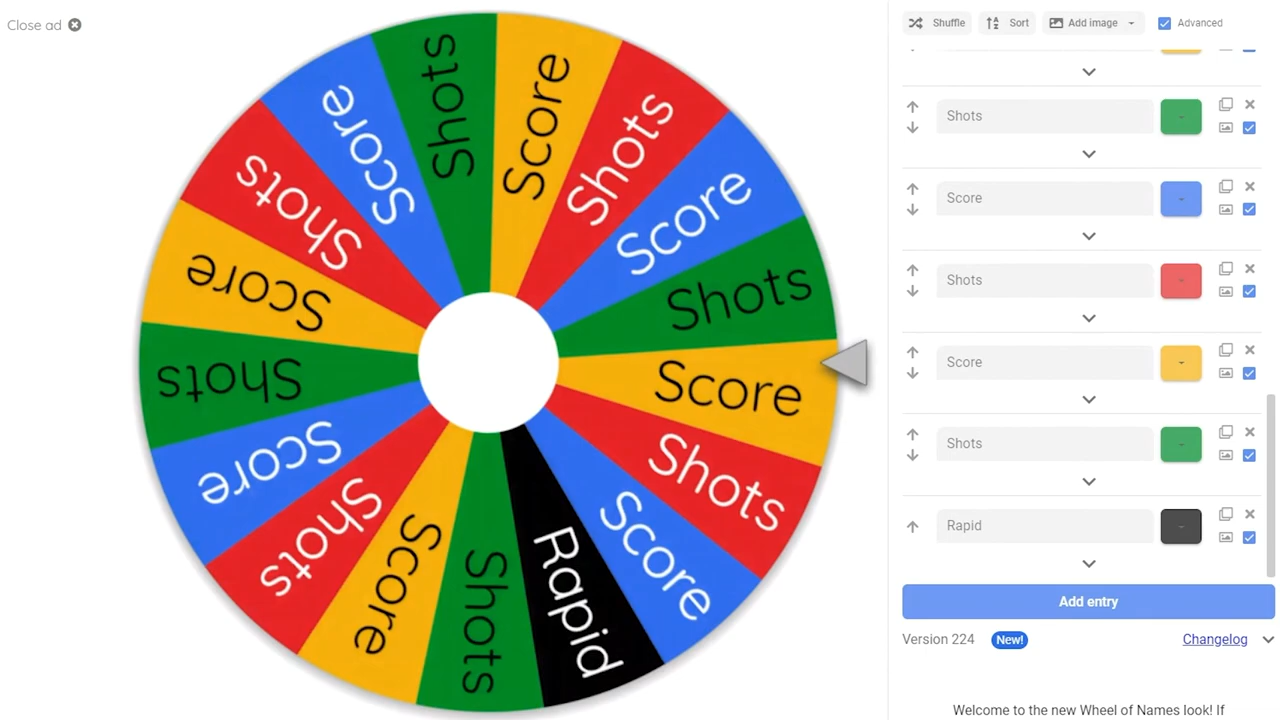 Close ad
Shots
Score
Shots
Score
Shots
Score
Shots
Score
Shots
Rapid
Score
Shots
Score
Shots
Score
Shots
Score
Shuffle
Sort
Add image
Advanced
Shots
Score
Shots
Score
Shots
Rapid
Add entry
Version 224
New!
Changelog
Welcome to the new Wheel of Names look! If